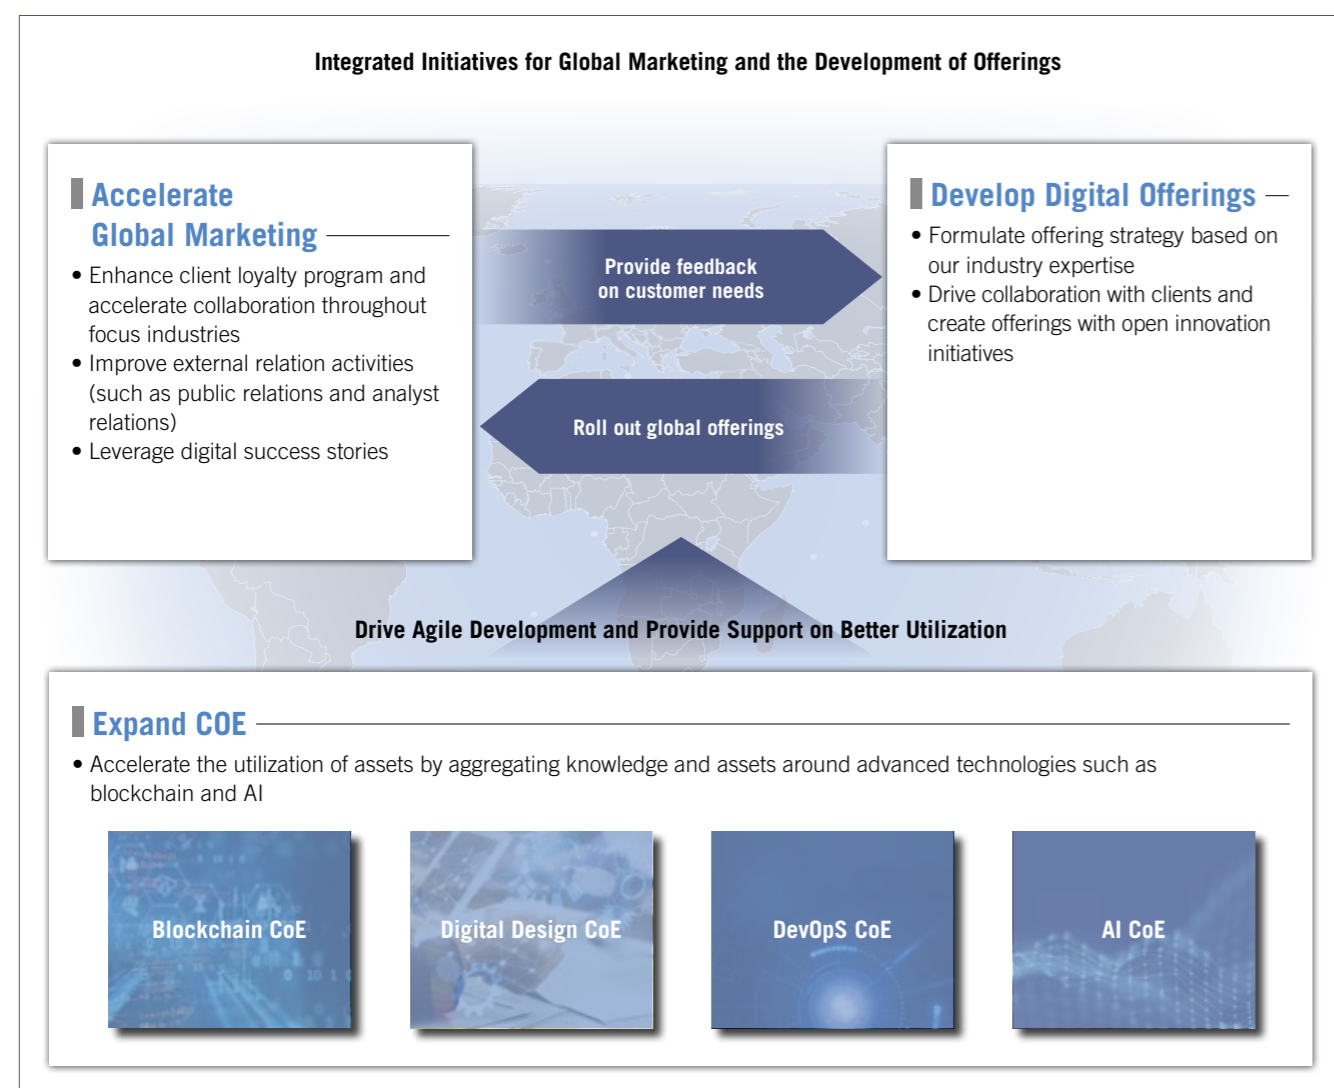 Integrated Initiatives for Global Marketing and the Development of Offerings
Accelerate
Global Marketing
• Enhance client loyalty program and
accelerate collaboration throughout
focus industries
• Improve external relation activities
(such as public relations and analyst
relations)
• Leverage digital success stories
Provide feedback
on customer needs
Roll out global offerings
Develop Digital Offerings
• Formulate offering strategy based on
our industry expertise
• Drive collaboration with clients and
create offerings with open innovation
initiatives
Drive Agile Development and Provide Support on Better Utilization
Expand COE
• Accelerate the utilization of assets by aggregating knowledge and assets around advanced technologies such as
blockchain and AI
Blockchain CoE
Digital Design CoE
DevOpS CoE
AI CoE